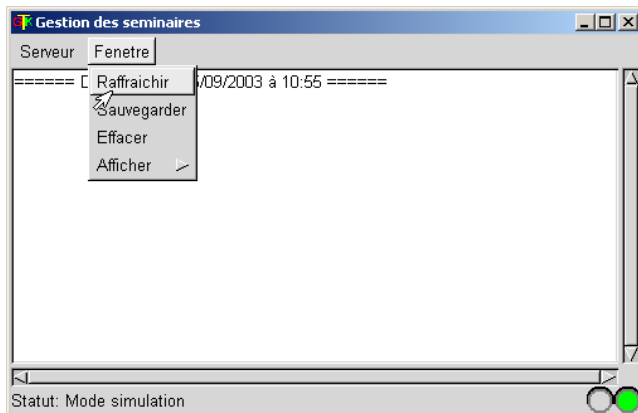 Gestion des seminaires
Serveur Fenetre
====== D /09/2003 à 10:55 ======
Raffraichir
Sauvegarder
Effacer
Afficher
Statut: Mode simulation